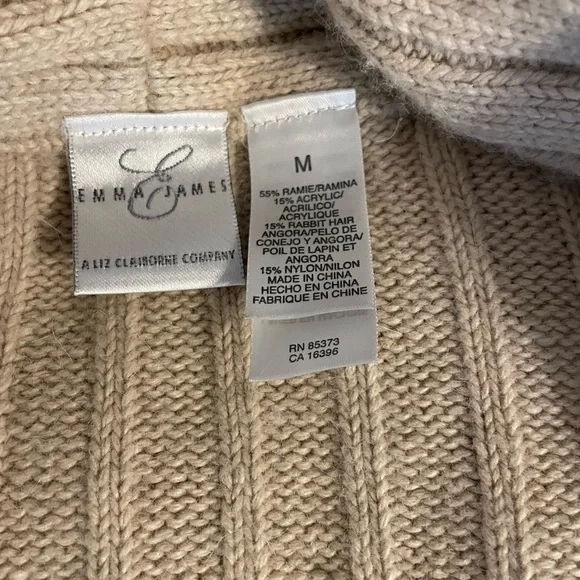 E
EMMA JAMES
A LIZ CLAIBORNE COMPANY
M
55% RAMIE/RAMINA
15% ACRYLIC/
ACRILICO/
ACRYLIQUE
15% RABBIT HAIR
ANGORA/PELO DE
CONEJO Y ANGORA/
POIL DE LAPIN ET
ANGORA
15% NYLON/NILON
MADE IN CHINA
HECHO EN CHINA
FABRIQUE EN CHINE
RN 85373
CA 16396